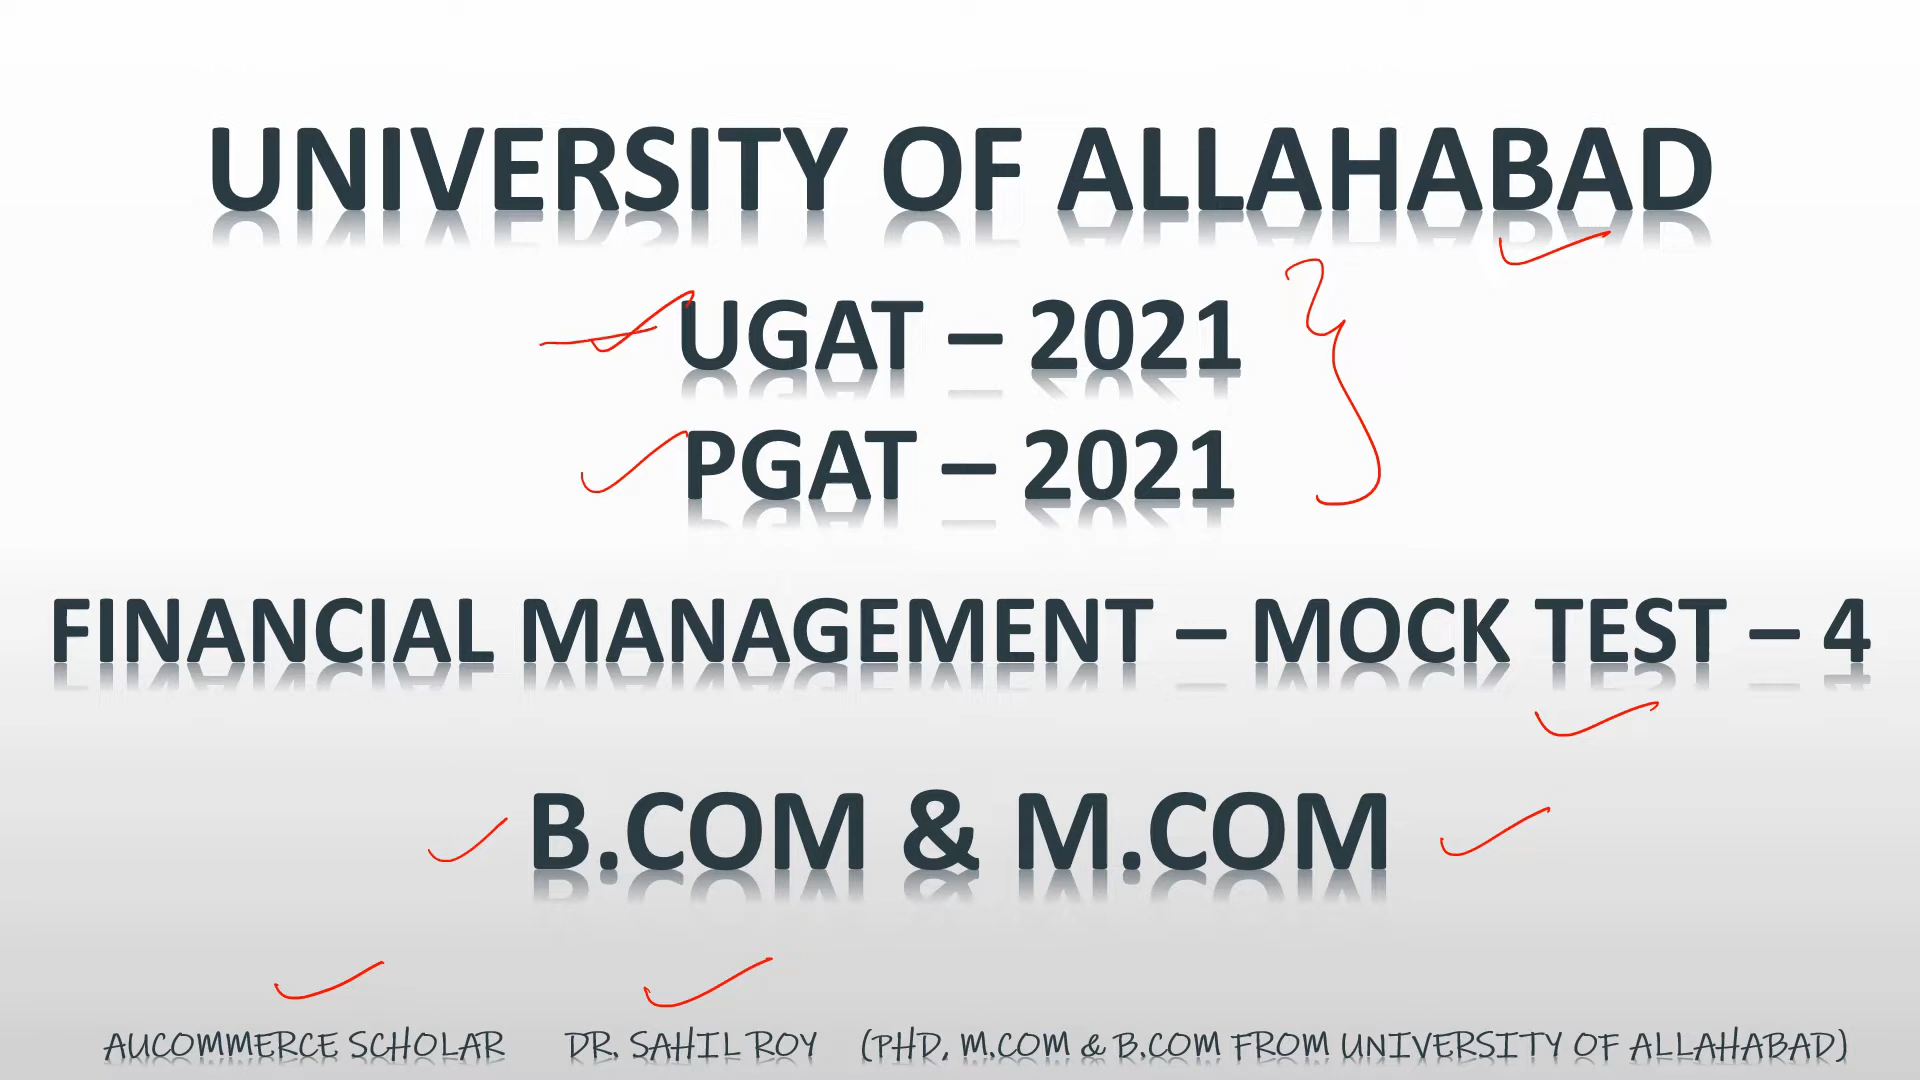 UNIVERSITY OF ALLAHABAD
UGAT – 2021
PGAT – 2021
FINANCIAL MANAGEMENT – MOCK TEST – 4
B.COM & M.COM
AUCOMMERCE SCHOLAR DR. SAHIL ROY (PHD, M.COM & B.COM FROM UNIVERSITY OF ALLAHABAD)